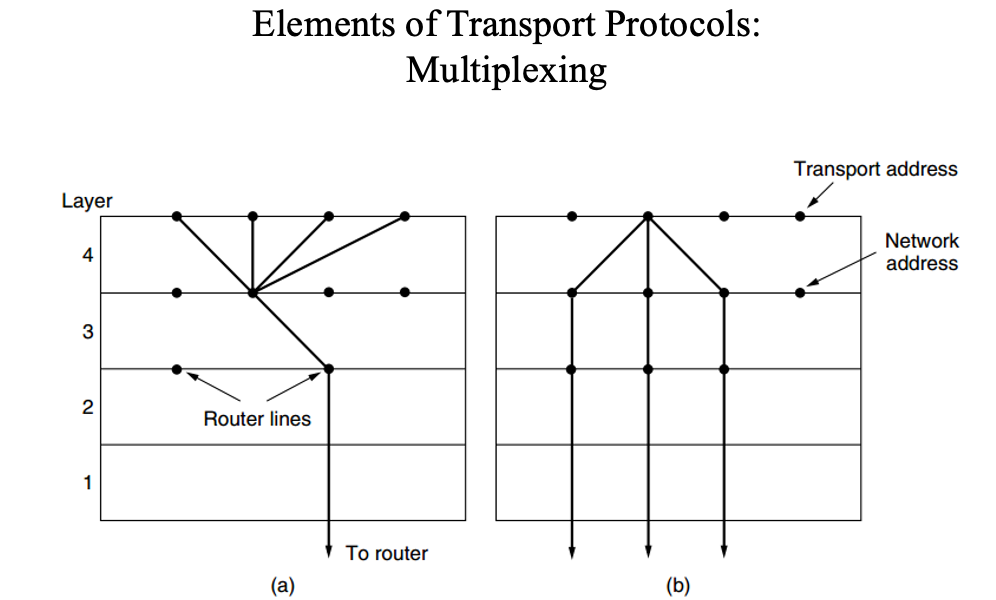 Elements of Transport Protocols:
Multiplexing
Transport address
Layer
Network
address
4
3
2
1
Router lines
To router
(a)
(b)